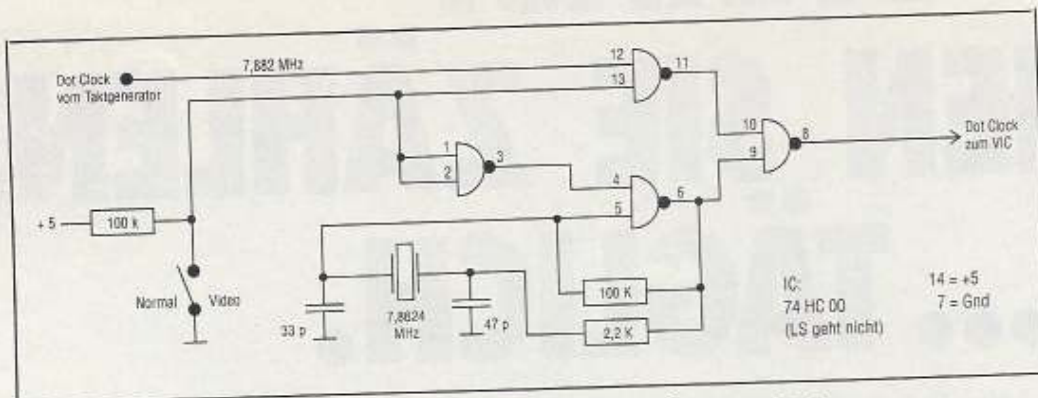 Dot Clock
vom Taktgenerator
7,882 MHz
12
13
11
10
9
8
Dot Clock
zum VIC
1
2
3
4
5
6
+ 5
100 k
Normal
Video
33 p
7,8824
MHz
47 p
100 K
2,2 K
IC:
74 HC 00
(LS geht nicht)
14 = +5
7 = Gnd